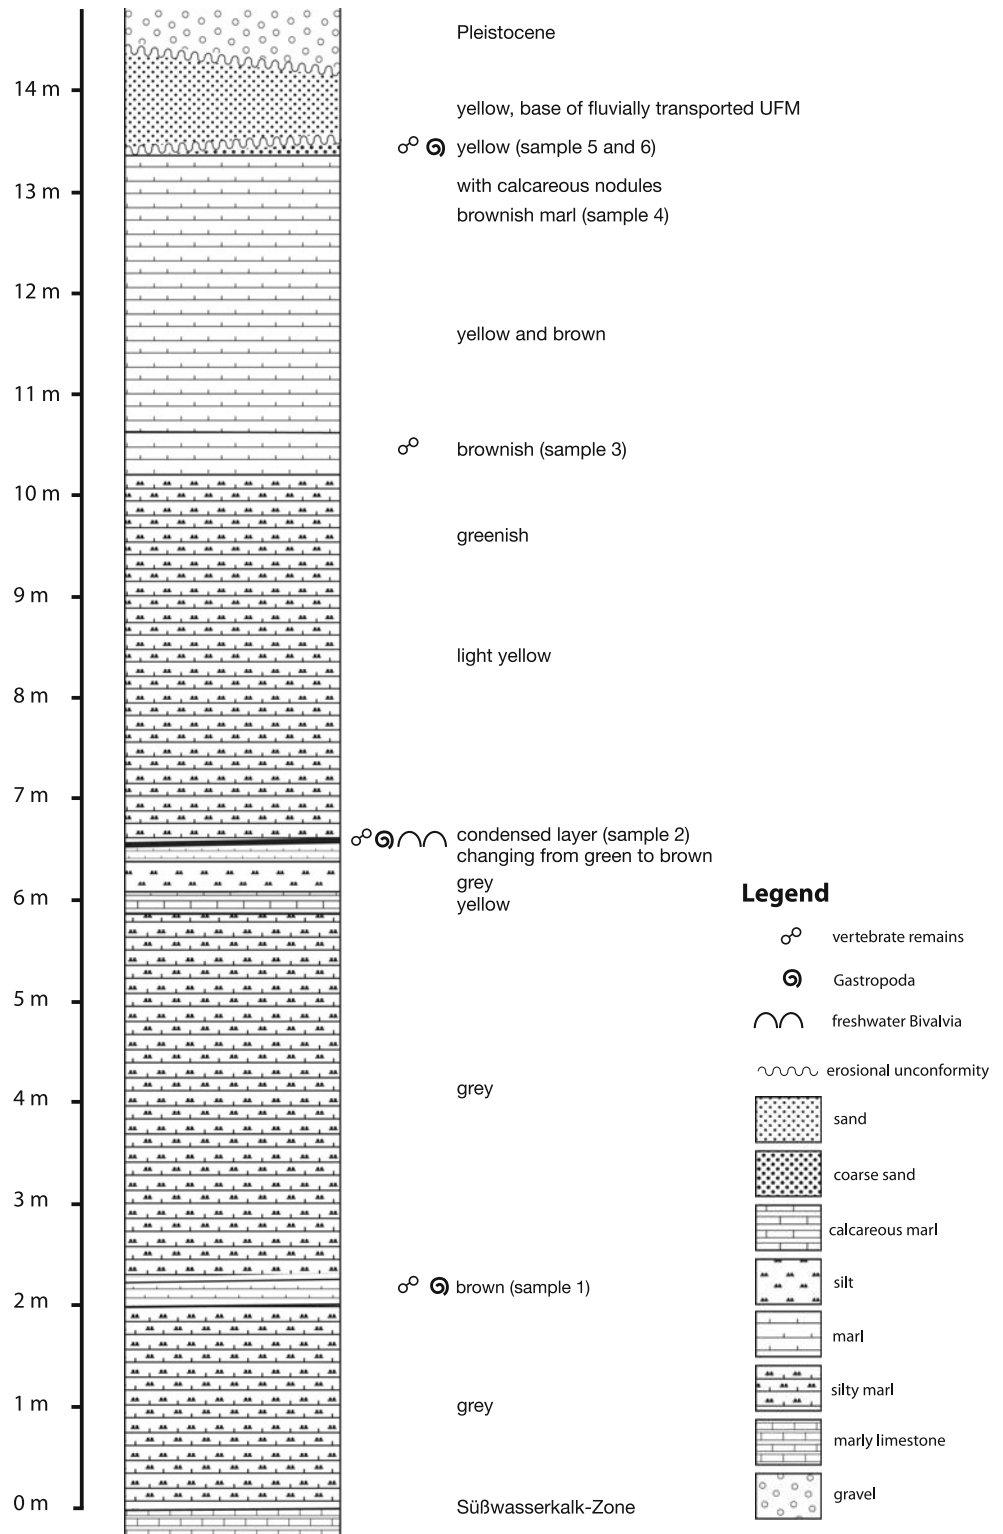 Pleistocene
14 m
yellow, base of fluvially transported UFM
yellow (sample 5 and 6)
with calcareous nodules
13 m
brownish marl (sample 4)
12 m
yellow and brown
11 m
brownish (sample 3)
10 m
greenish
9 m
light yellow
8 m
7 m
condensed layer (sample 2)
changing from green to brown
grey
6 m
yellow
5 m
grey
4 m
3 m
brown (sample 1)
2 m
1 m
grey
0 m
Süßwasserkalk-Zone
Legend
vertebrate remains
Gastropoda
freshwater Bivalvia
erosional unconformity
sand
coarse sand
calcareous marl
silt
marl
silty marl
marly limestone
gravel